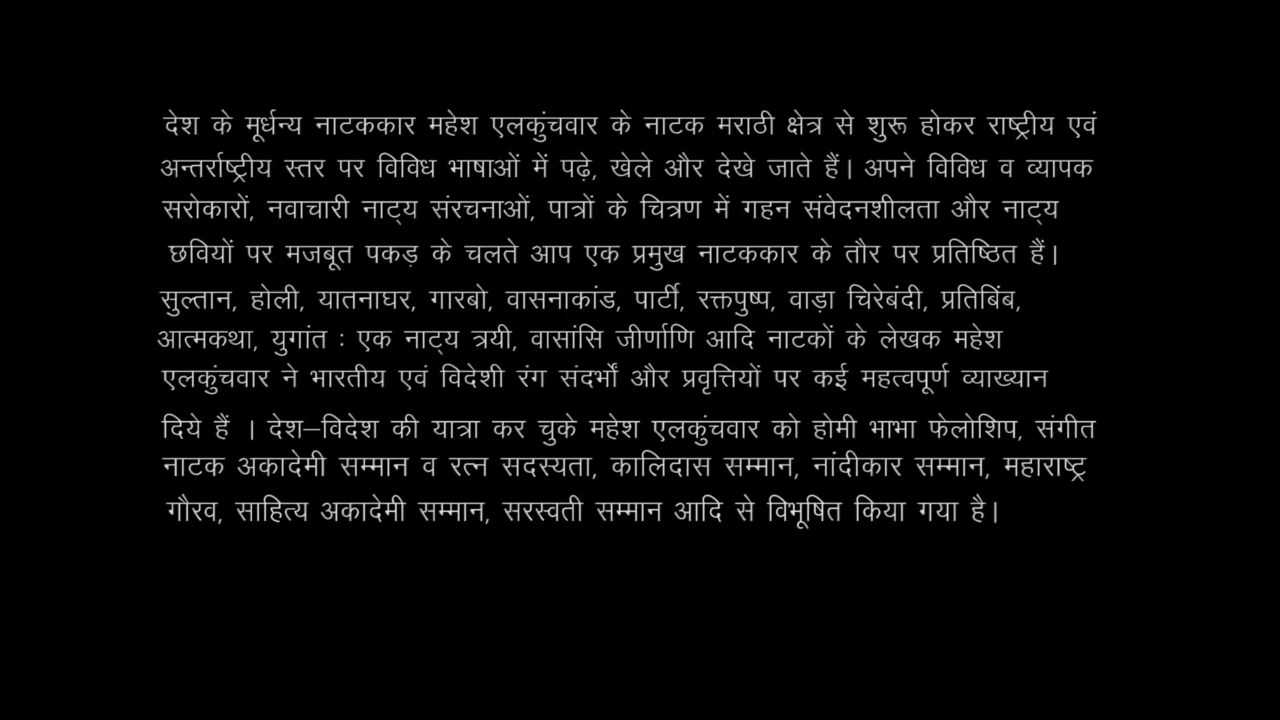 देश के मूर्धन्य नाटककार महेश एलकुंचवार के नाटक मराठी क्षेत्र से शुरू होकर राष्ट्रीय एवं
अन्तर्राष्ट्रीय स्तर पर विविध भाषाओं में पढ़े, खेले और देखे जाते हैं। अपने विविध व व्यापक
सरोकारों, नवाचारी नाट्य संरचनाओं, पात्रों के चित्रण में गहन संवेदनशीलता और नाट्य
छवियों पर मजबूत पकड़ के चलते आप एक प्रमुख नाटककार के तौर पर प्रतिष्ठित हैं।
सुल्तान, होली, यातनाघर, गारबो, वासनाकांड, पार्टी, रक्तपुष्प, वाड़ा चिरेबंदी, प्रतिबिंब,
आत्मकथा, युगांत : एक नाट्य त्रयी, वासांसि जीर्णाणि आदि नाटकों के लेखक महेश
एलकुंचवार ने भारतीय एवं विदेशी रंग संदर्भों और प्रवृत्तियों पर कई महत्वपूर्ण व्याख्यान
दिये हैं । देश–विदेश की यात्रा कर चुके महेश एलकुंचवार को होमी भाभा फेलोशिप, संगीत
नाटक अकादेमी सम्मान व रत्न सदस्यता, कालिदास सम्मान, नांदीकार सम्मान, महाराष्ट्र
गौरव, साहित्य अकादेमी सम्मान, सरस्वती सम्मान आदि से विभूषित किया गया है।